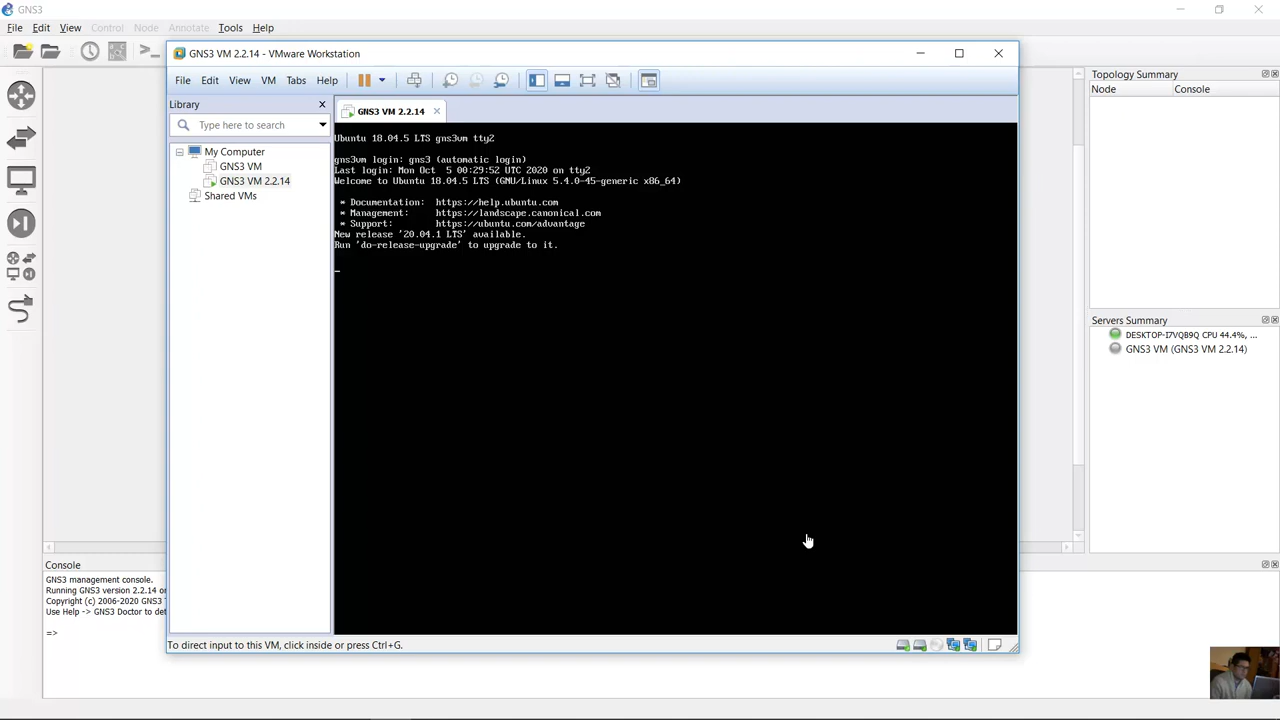 GNS3
File Edit View Control Node Annotate Tools Help
GNS3 VM 2.2.14 - VMware Workstation
File Edit View VM Tabs Help
Library
Type here to search
My Computer
GNS3 VM
GNS3 VM 2.2.14
Shared VMs
GNS3 VM 2.2.14
Ubuntu 18.04.5 LTS gns3vm tty2
gns3vm login: gns3 (automatic login)
Last login: Mon Oct  5 00:29:52 UTC 2020 on tty2
Welcome to Ubuntu 18.04.5 LTS (GNU/Linux 5.4.0-45-generic x86_64)
* Documentation:  https://help.ubuntu.com
* Management:     https://landscape.canonical.com
* Support:        https://ubuntu.com/advantage
New release '20.04.1 LTS' available.
Run 'do-release-upgrade' to upgrade to it.
To direct input to this VM, click inside or press Ctrl+G.
Topology Summary
Node Console
Servers Summary
DESKTOP-I7VQB9Q CPU 44.4%, ...
GNS3 VM (GNS3 VM 2.2.14)
Console
GNS3 management console.
Running GNS3 version 2.2.14 on
Copyright (c) 2006-2020 GNS3
Use Help -> GNS3 Doctor to
=>